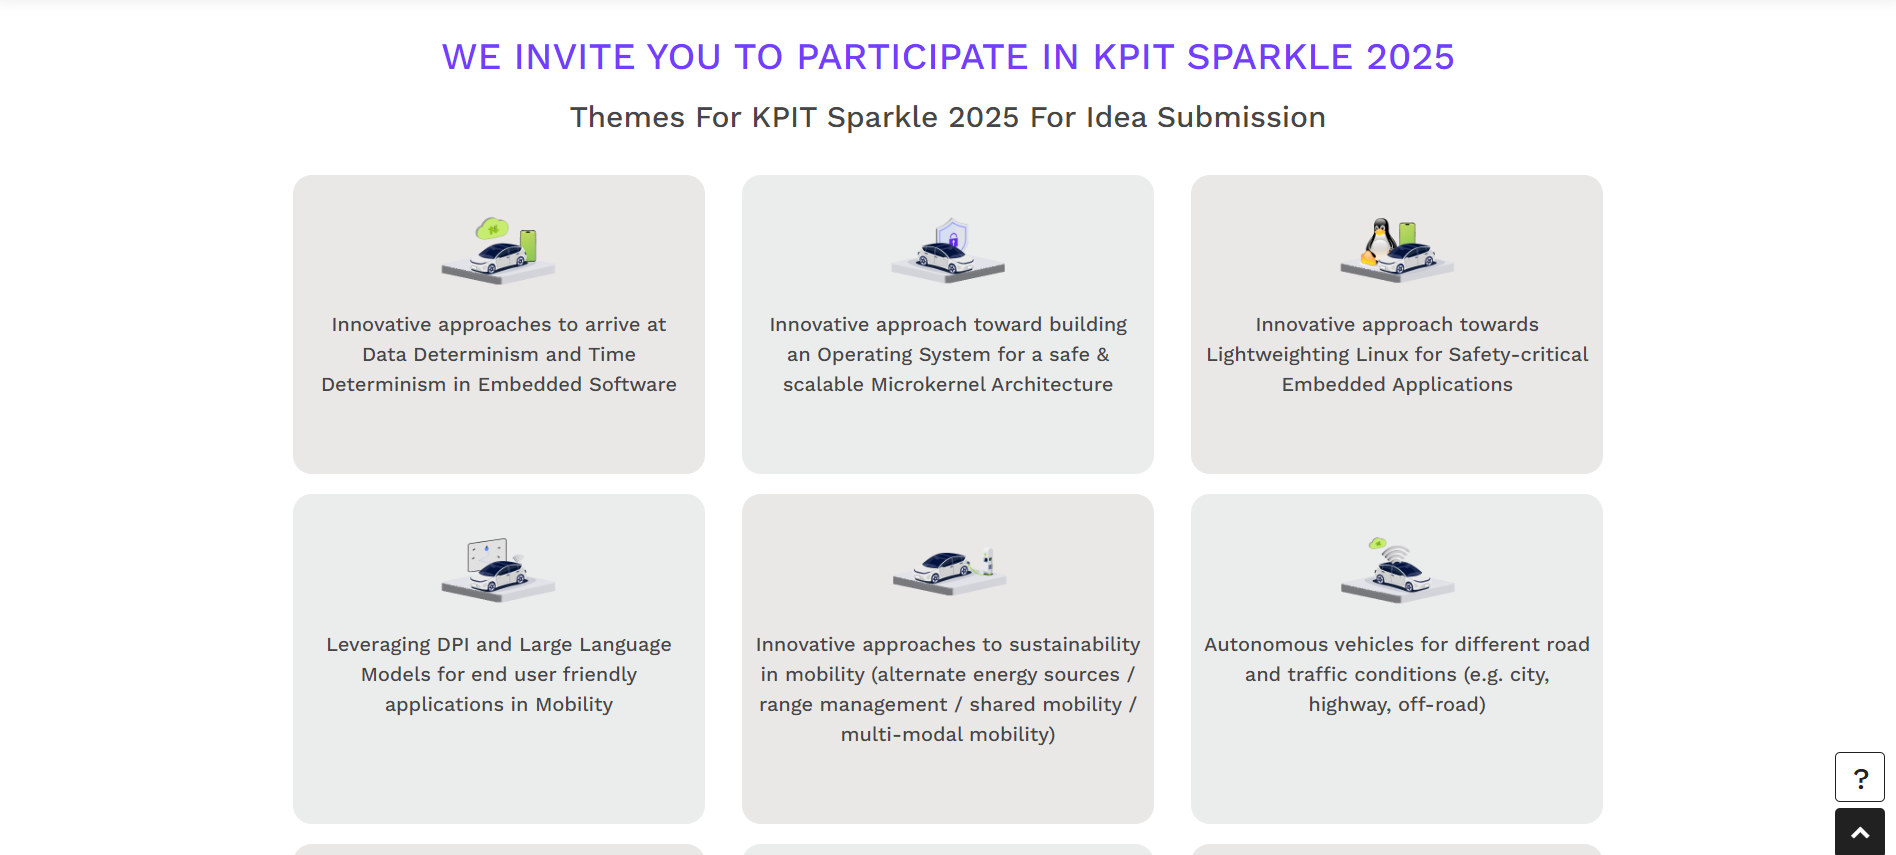 WE INVITE YOU TO PARTICIPATE IN KPIT SPARKLE 2025
Themes For KPIT Sparkle 2025 For Idea Submission
Innovative approaches to arrive at
Data Determinism and Time
Determinism in Embedded Software
Innovative approach toward building
an Operating System for a safe &
scalable Microkernel Architecture
Innovative approach towards
Lightweighting Linux for Safety-critical
Embedded Applications
Leveraging DPI and Large Language
Models for end user friendly
applications in Mobility
Innovative approaches to sustainability
in mobility (alternate energy sources /
range management / shared mobility /
multi-modal mobility)
Autonomous vehicles for different road
and traffic conditions (e.g. city,
highway, off-road)
?